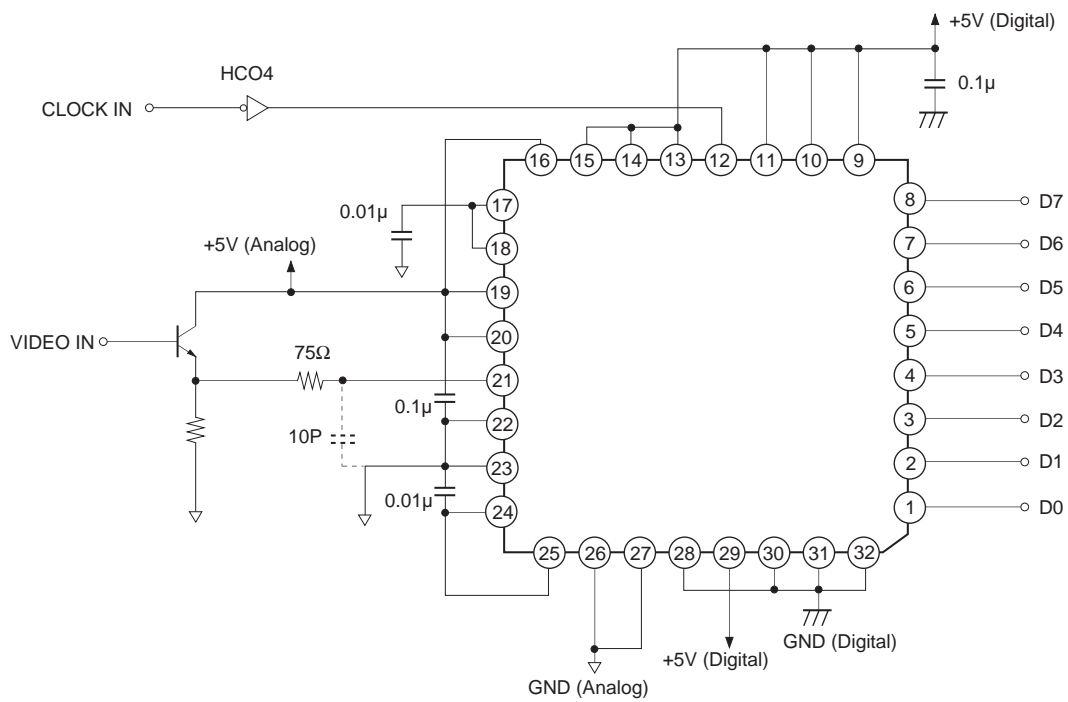 +5V (Digital)
HCO4
0.1µ
CLOCK IN
16 15 14 13 12 11 10 9
17
8 D7
0.01µ
18
7 D6
+5V (Analog)
19
6 D5
20
5 D4
VIDEO IN
75Ω
21
4 D3
0.1µ
22
3 D2
10P
23
2 D1
0.01µ
24
1 D0
25 26 27 28 29 30 31 32
GND (Digital)
+5V (Digital)
GND (Analog)